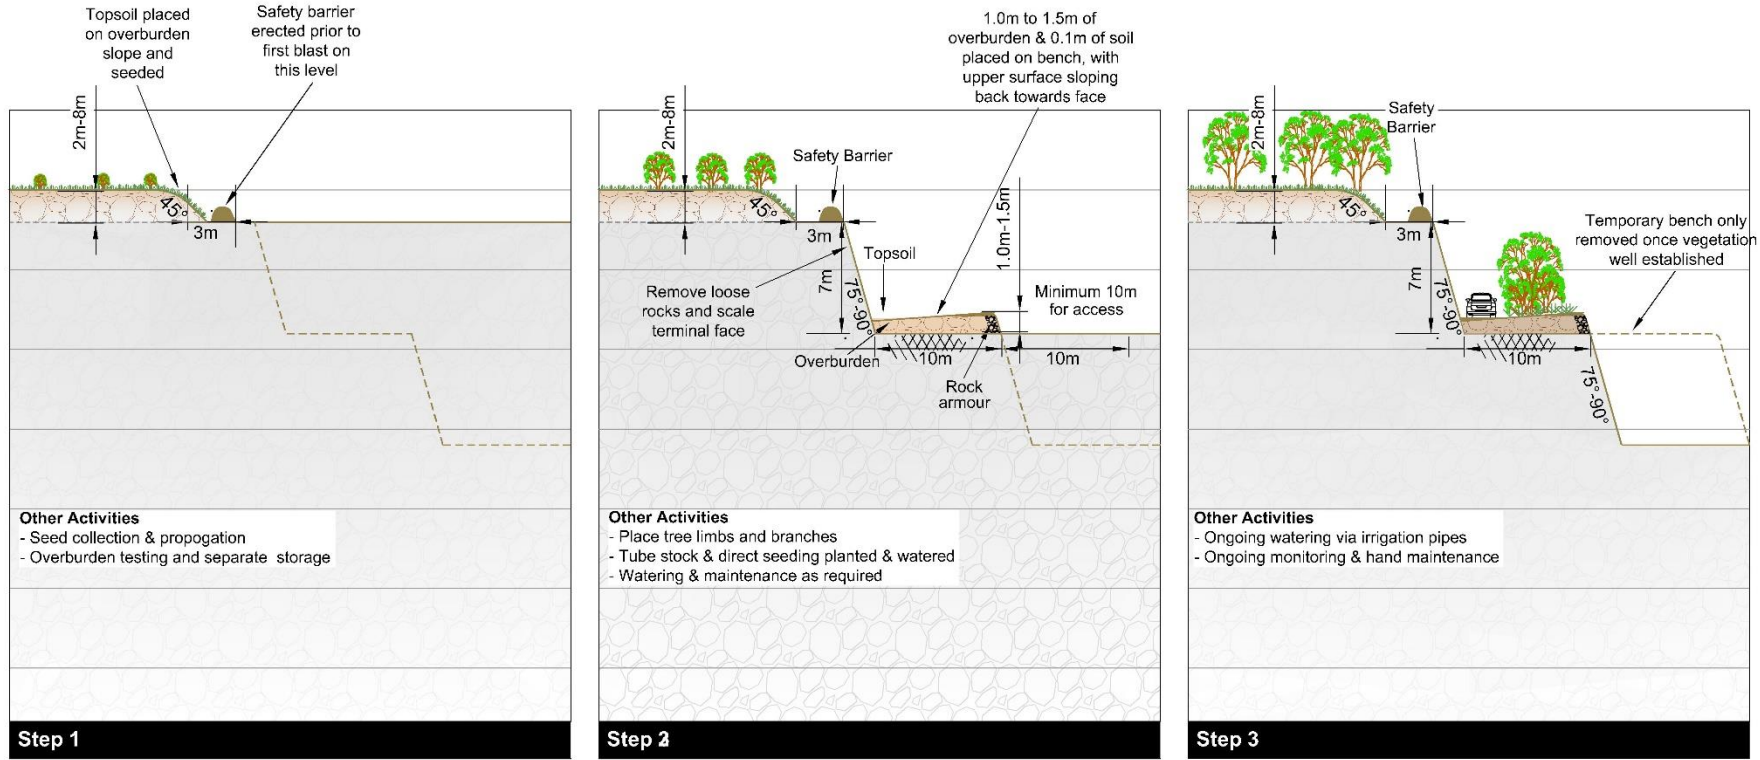 Topsoil placed
on overburden
slope and
seeded
Safety barrier
erected prior to
first blast on
this level
2m-8m
45°
3m
Other Activities
- Seed collection & propogation
- Overburden testing and separate storage
Step 1
1.0m to 1.5m of
overburden & 0.1m of soil
placed on bench, with
upper surface sloping
back towards face
2m-8m
Safety Barrier
45°
3m
1.0m-1.5m
Topsoil
7m
75°-90°
Remove loose
rocks and scale
terminal face
Minimum 10m
for access
Overburden
10m
10m
Rock
armour
Other Activities
- Place tree limbs and branches
- Tube stock & direct seeding planted & watered
- Watering & maintenance as required
Step
2m-8m
Safety
Barrier
45°
3m
Temporary bench only
removed once vegetation
well established
7m
75°-90°
10m
75°-90°
Other Activities
- Ongoing watering via irrigation pipes
- Ongoing monitoring & hand maintenance
Step 3